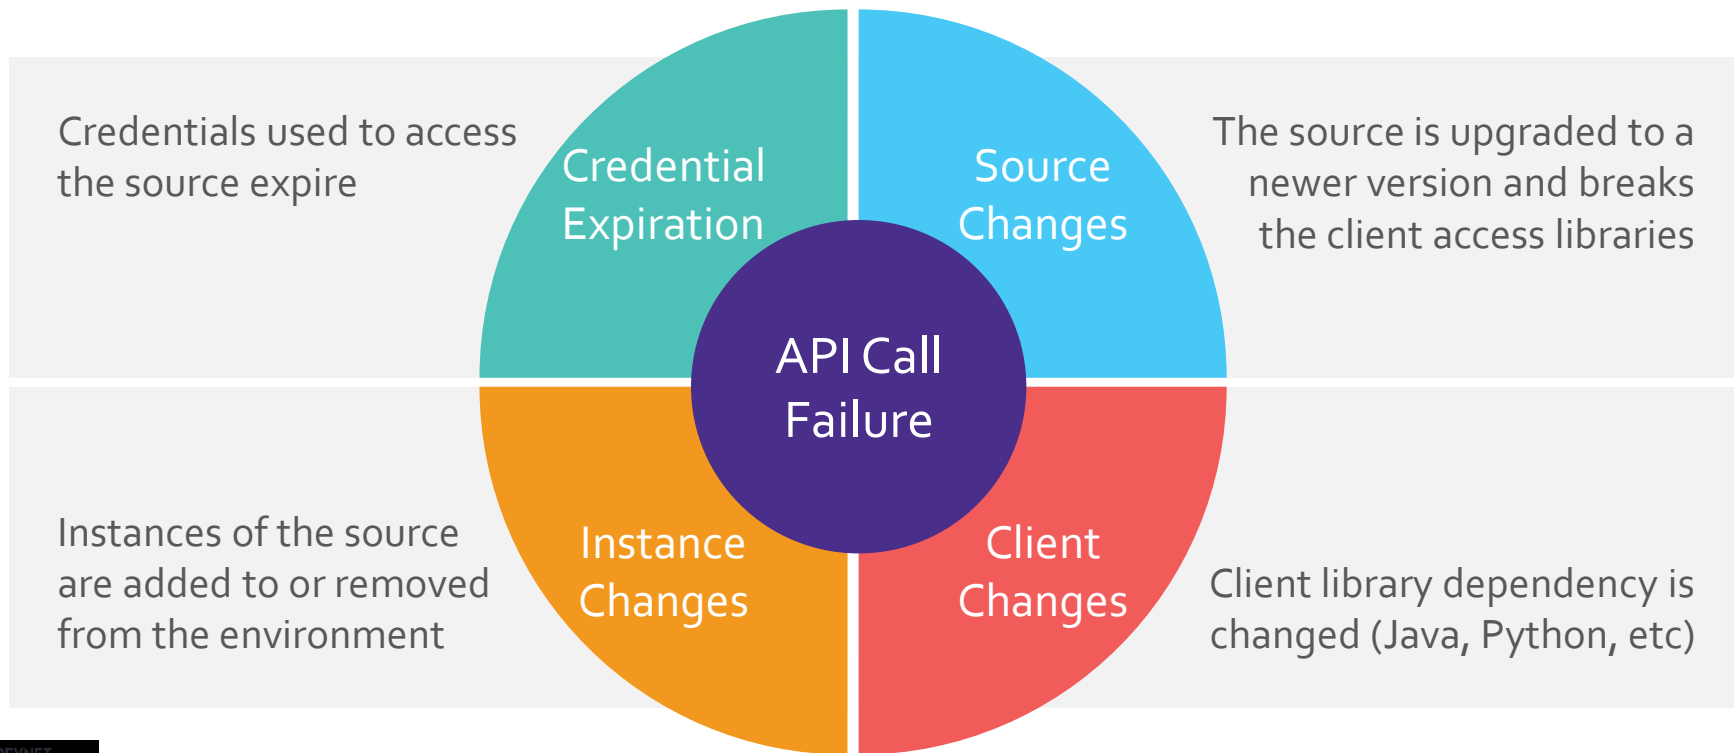 Credentials used to access
the source expire
Credential
Expiration
Source
Changes
The source is upgraded to a
newer version and breaks
the client access libraries
API Call
Failure
Instances of the source
are added to or removed
from the environment
Instance
Changes
Client
Changes
Client library dependency is
changed (Java, Python, etc)